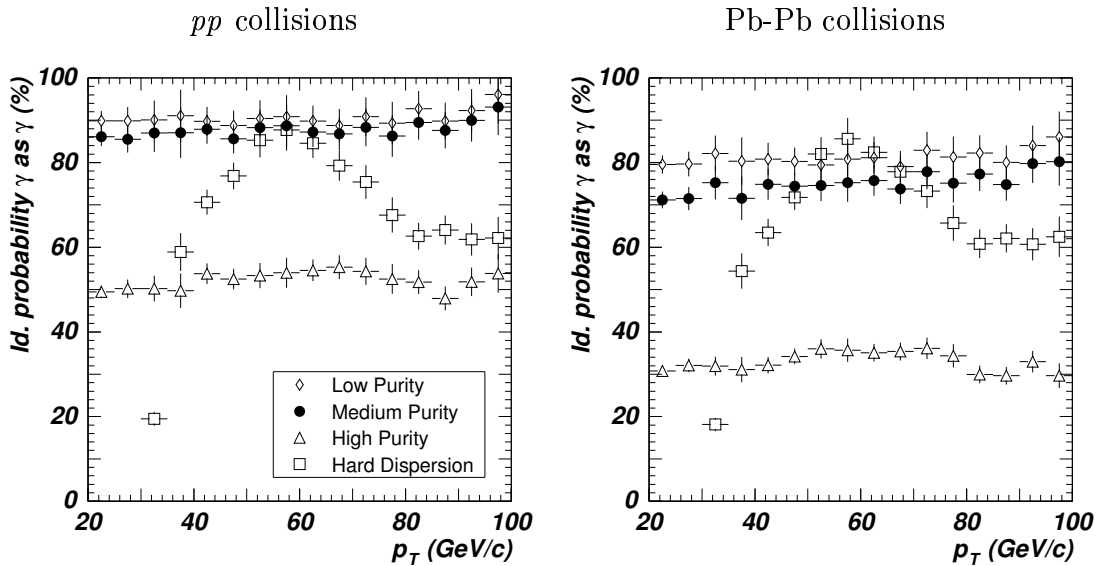 pp collisions
Id. probability γ as γ (%)
100
80
60
40
20
0
Low Purity
Medium Purity
High Purity
Hard Dispersion
20 40 60 80 100
p_T (GeV/c)
Pb-Pb collisions
Id. probability γ as γ (%)
100
80
60
40
20
0
20 40 60 80 100
p_T (GeV/c)